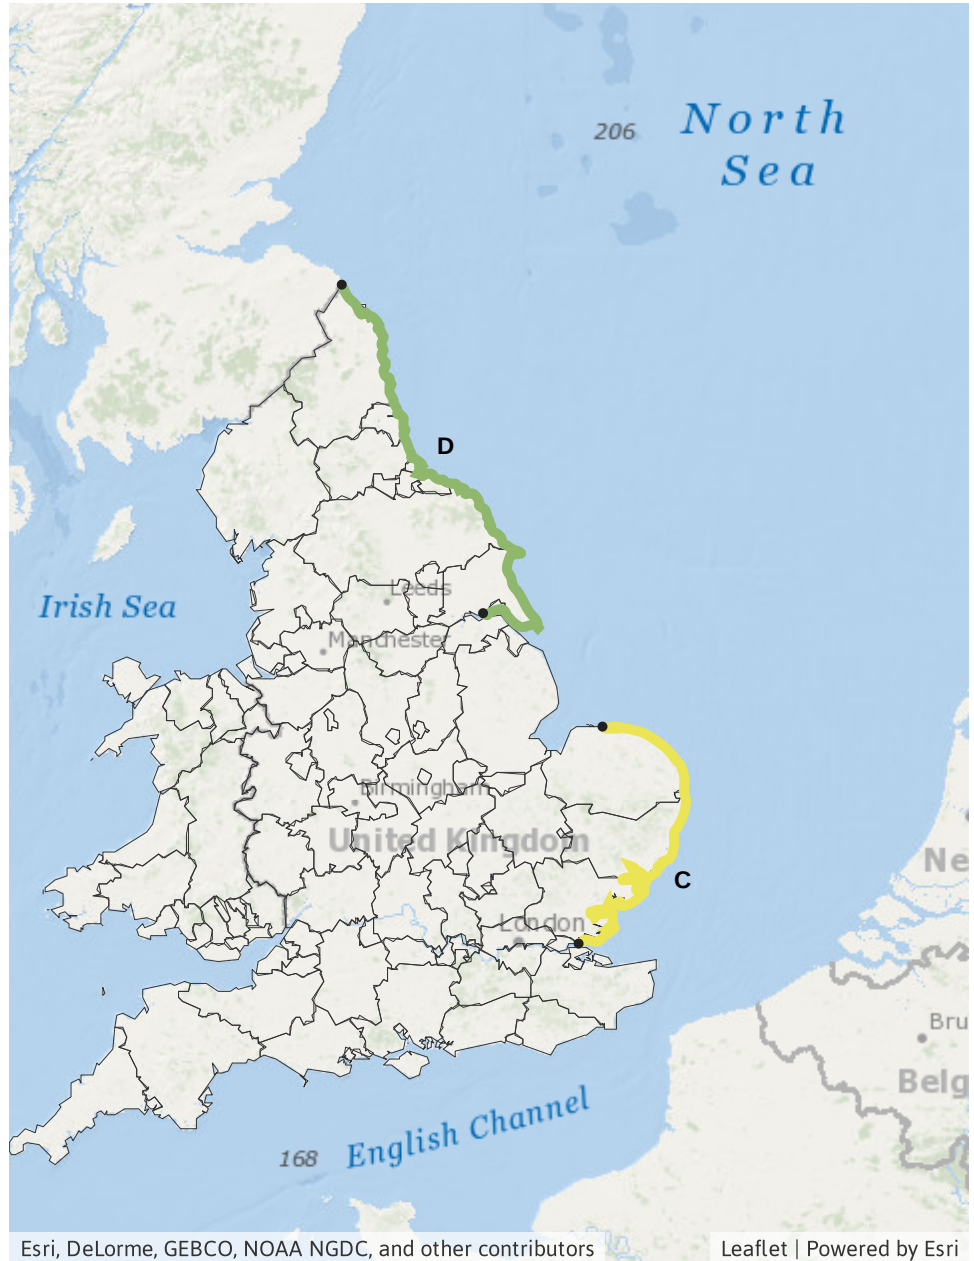 North
Sea
206
D
Irish Sea
Leeds
Manchester
Birmingham
United Kingdom
Ne
C
London
Bru
Belg
English Channel
168
Esri, DeLorme, GEBCO, NOAA NGDC, and other contributors
Leaflet | Powered by Esri